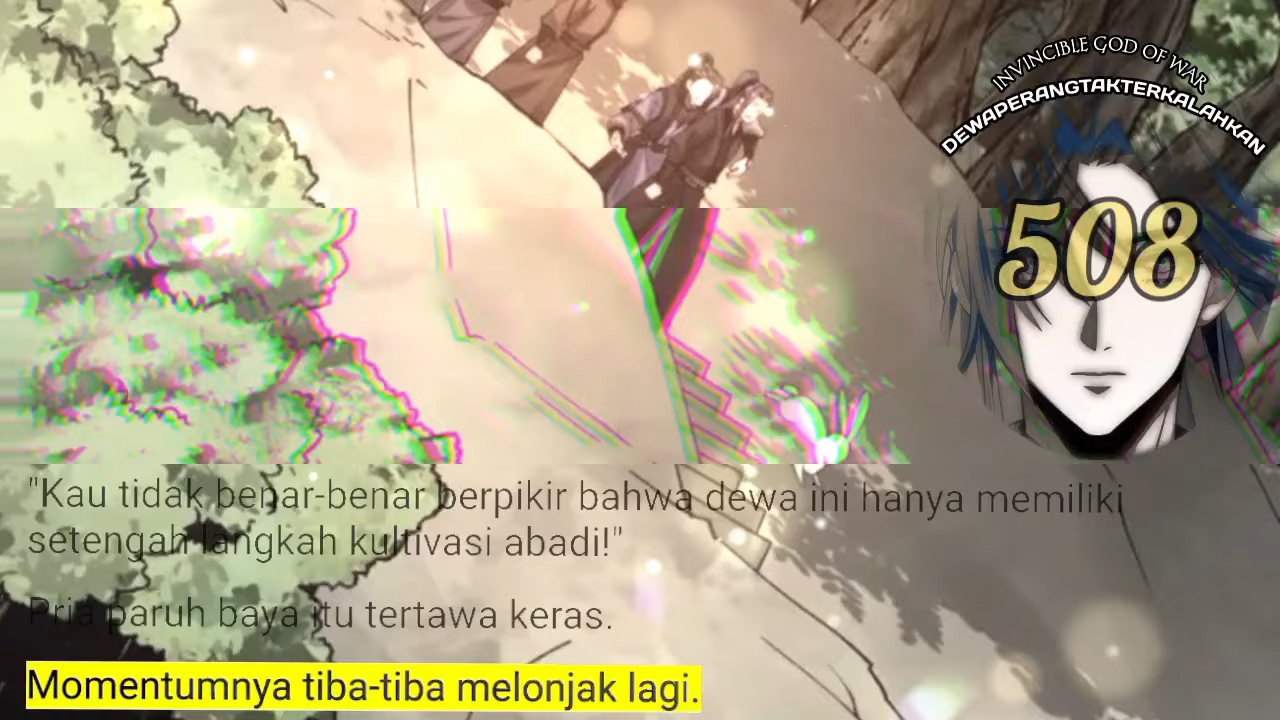 INVINCIBLE GOD OF WAR
DEWAPERANGTAKTERKALAHKAN
508
"Kau tidak benar-benar berpikir bahwa dewa ini hanya memiliki
setengah langkah kultivasi abadi!"
Pria paruh baya itu tertawa keras.
Momentumnya tiba-tiba melonjak lagi.